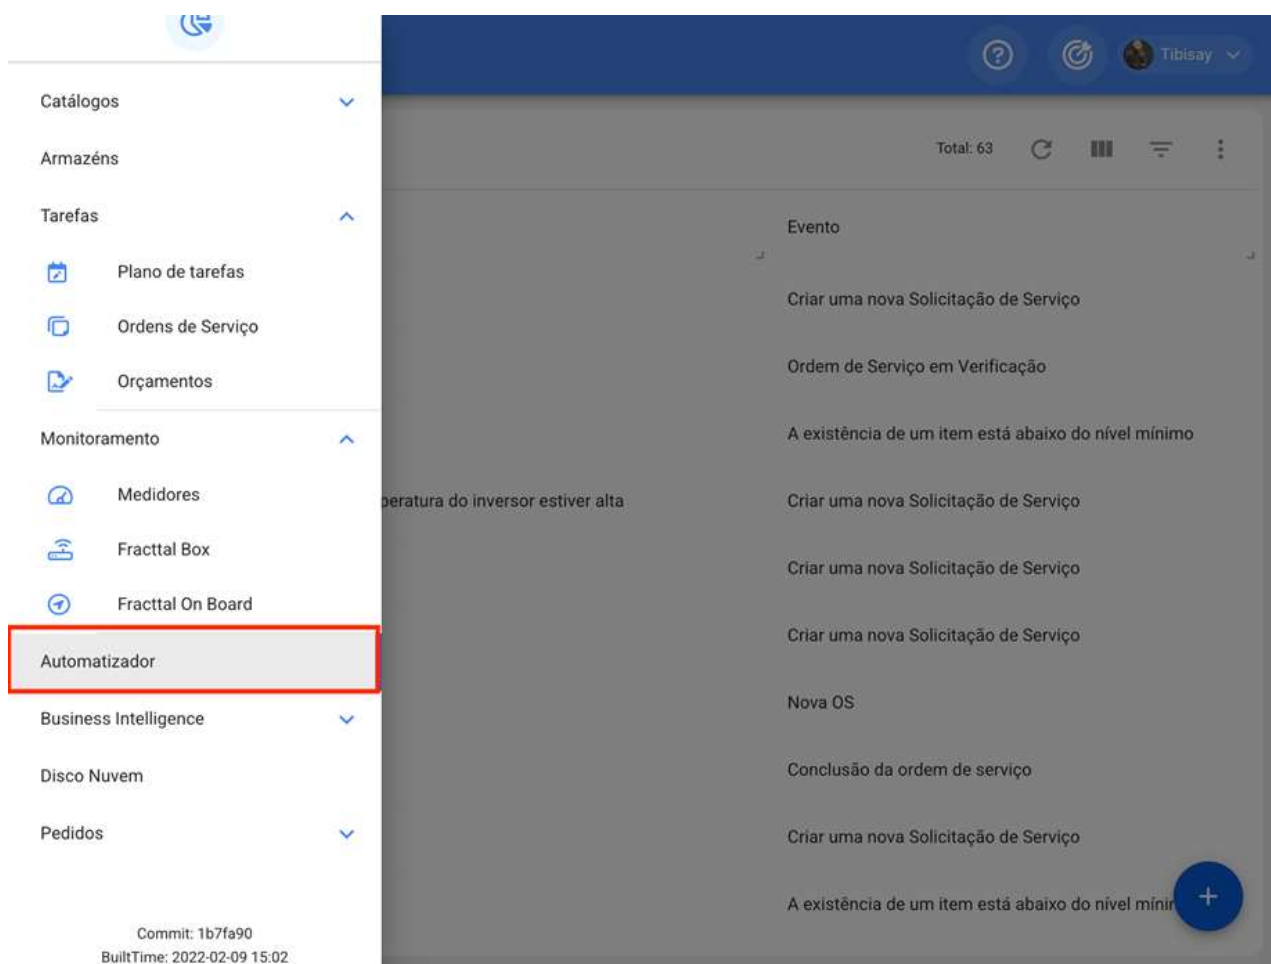 Tibisay
Catálogos
Armazéns
Tarefas
Plano de tarefas
Ordens de Serviço
Orçamentos
Monitoramento
Medidores
Fracttal Box
Fracttal On Board
Automatizador
Business Intelligence
Disco Nuvem
Pedidos
Commit: 1b7fa90
BuiltTime: 2022-02-09 15:02
Total: 63
Evento
Criar uma nova Solicitação de Serviço
Ordem de Serviço em Verificação
A existência de um item está abaixo do nível mínimo
do inversor estiver alta
Criar uma nova Solicitação de Serviço
Criar uma nova Solicitação de Serviço
Criar uma nova Solicitação de Serviço
Nova OS
Conclusão da ordem de serviço
Criar uma nova Solicitação de Serviço
A existência de um item está abaixo do nível